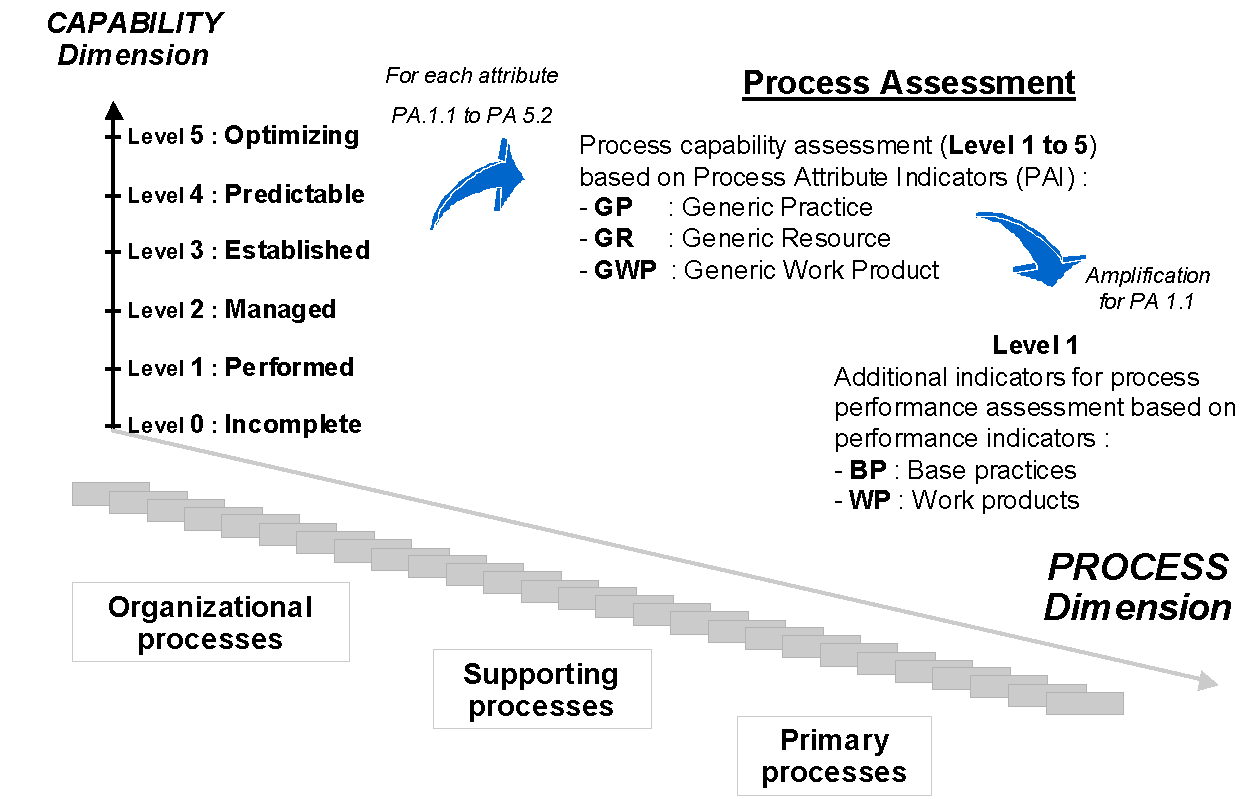 CAPABILITY
Dimension
For each attribute
PA.1.1 to PA 5.2
Process Assessment
Level 5 : Optimizing
Level 4 : Predictable
Level 3 : Established
Level 2 : Managed
Level 1 : Performed
Level 0 : Incomplete
Process capability assessment (Level 1 to 5)
based on Process Attribute Indicators (PAI) :
- GP : Generic Practice
- GR : Generic Resource
- GWP : Generic Work Product
Amplification
for PA 1.1
Level 1
Additional indicators for process
performance assessment based on
performance indicators :
- BP : Base practices
- WP : Work products
PROCESS
Dimension
Organizational
processes
Supporting
processes
Primary
processes